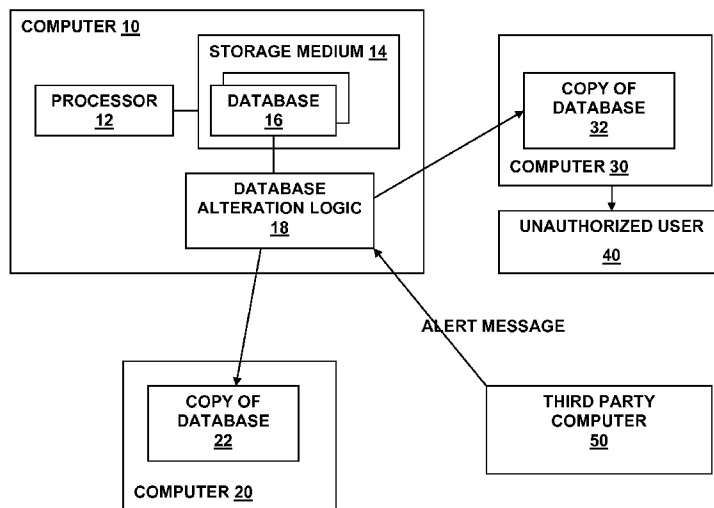 COMPUTER 10
STORAGE MEDIUM 14
PROCESSOR
12
DATABASE
16
DATABASE
ALTERATION LOGIC
18
COPY OF
DATABASE
32
COMPUTER 30
UNAUTHORIZED USER
40
ALERT MESSAGE
COPY OF
DATABASE
22
COMPUTER 20
THIRD PARTY
COMPUTER
50